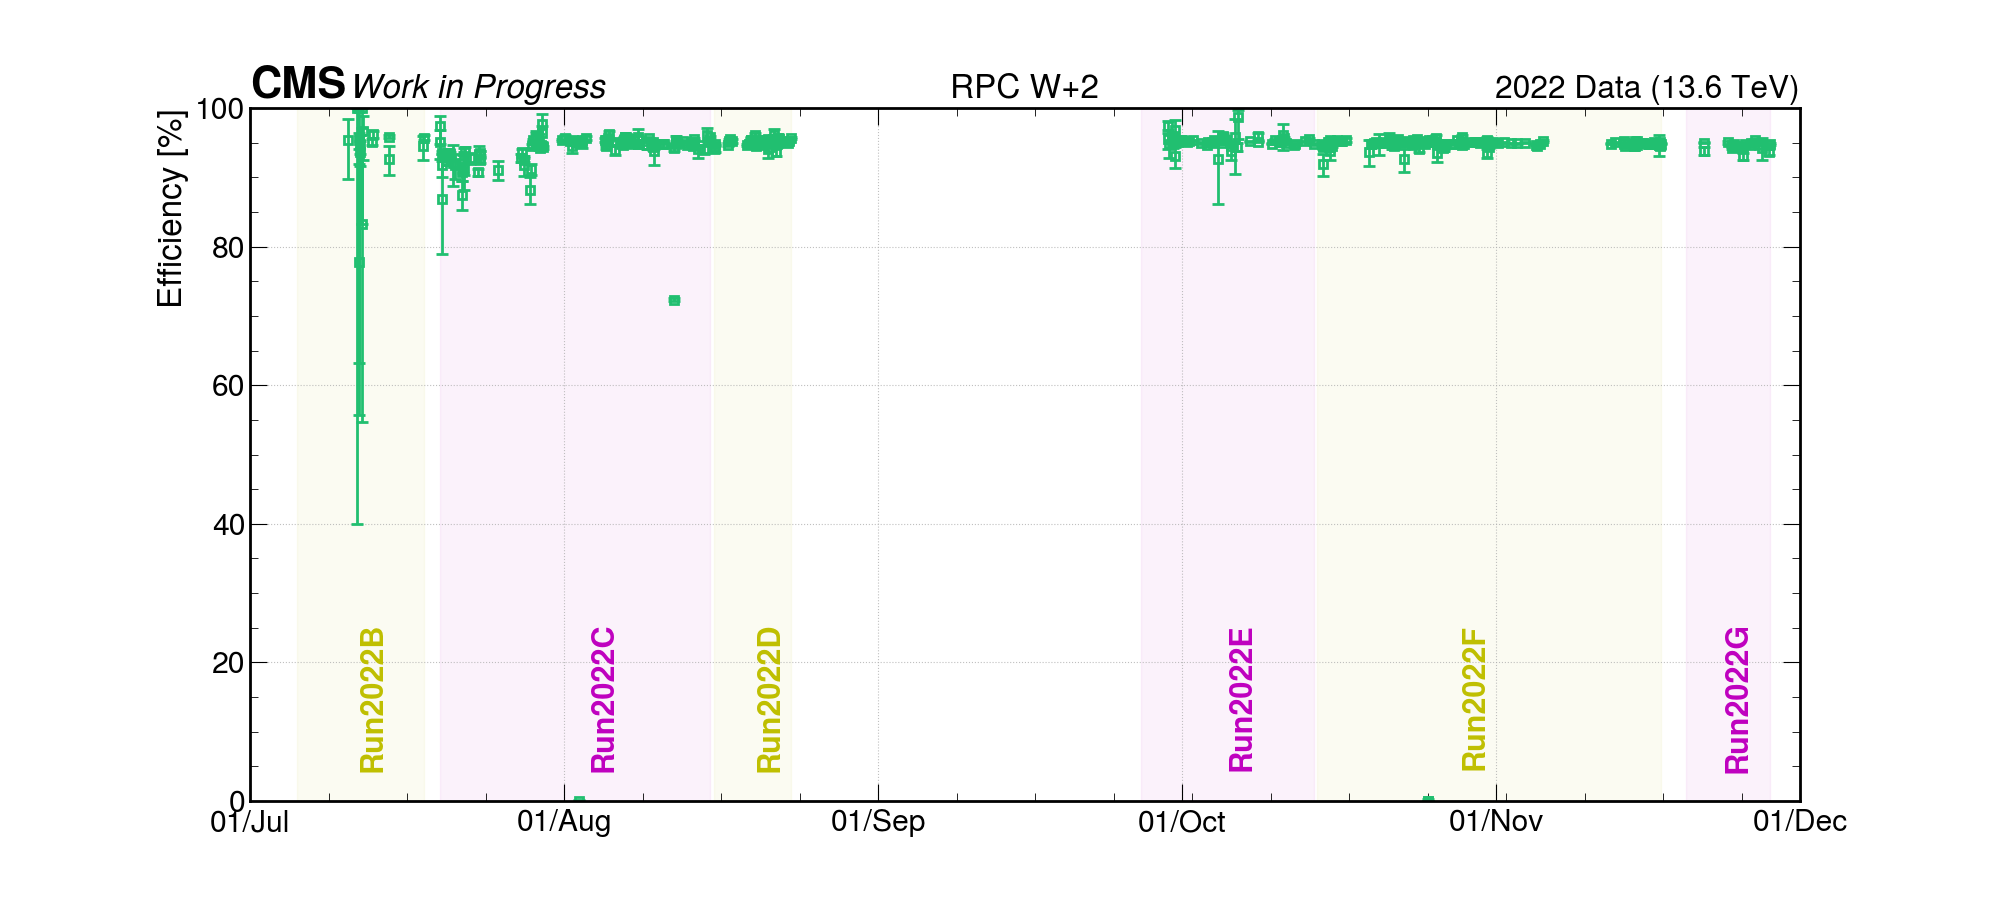 CMS Work in Progress RPC W+2 2022 Data (13.6 TeV)
Efficiency [%]
100
80
60
40
20
0
Run2022B
Run2022C
Run2022D
Run2022E
Run2022F
Run2022G
01/Jul 01/Aug 01/Sep 01/Oct 01/Nov 01/Dec